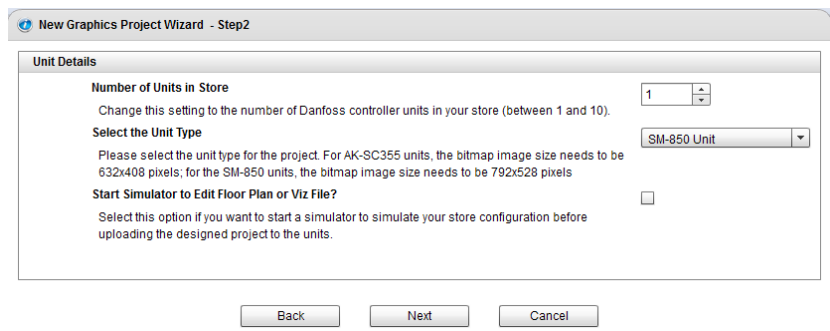 New Graphics Project Wizard - Step2
Unit Details
Number of Units in Store
1
Change this setting to the number of Danfoss controller units in your store (between 1 and 10).
Select the Unit Type
SM-850 Unit
Please select the unit type for the project. For AK-SC355 units, the bitmap image size needs to be
632x408 pixels; for the SM-850 units, the bitmap image size needs to be 792x528 pixels
Start Simulator to Edit Floor Plan or Viz File?
Select this option if you want to start a simulator to simulate your store configuration before
uploading the designed project to the units.
Back Next Cancel